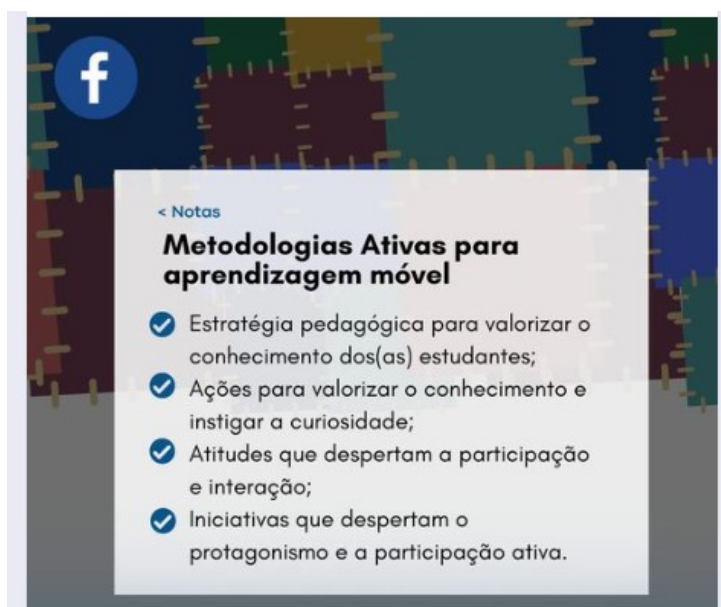 < Notas
Metodologias Ativas para
aprendizagem móvel
Estratégia pedagógica para valorizar o
conhecimento dos(as) estudantes;
Ações para valorizar o conhecimento e
instigar a curiosidade;
Atitudes que despertam a participação
e interação;
Iniciativas que despertam o
protagonismo e a participação ativa.